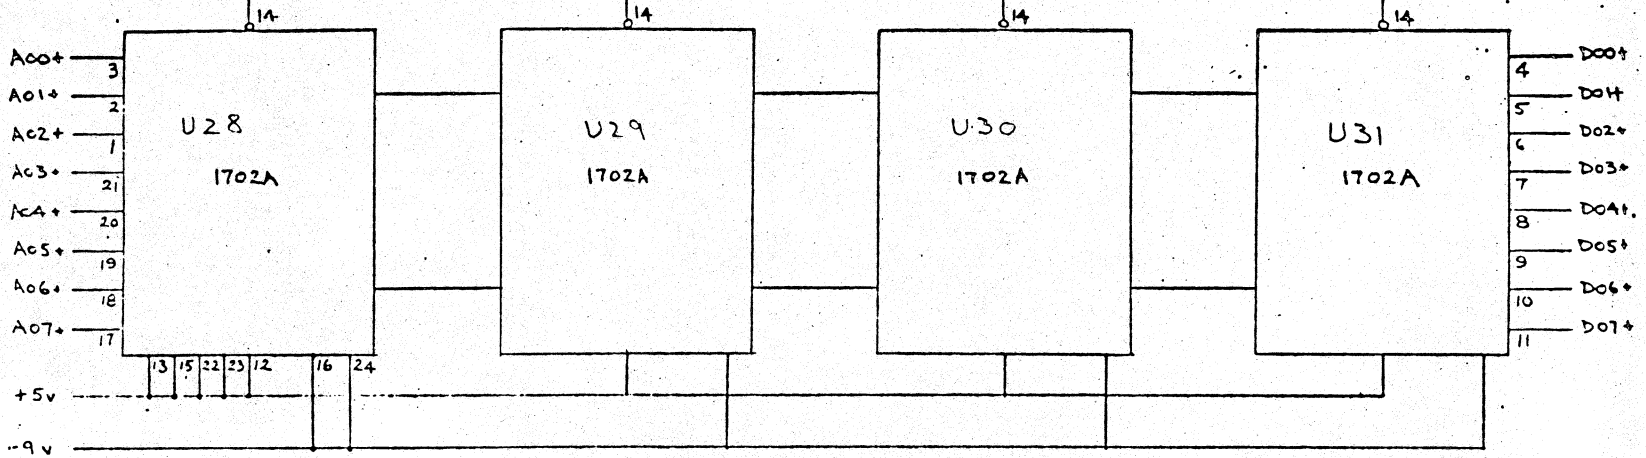 14 14 14 14
A00+ 3 4 D00+
A01+ 2 5 D01+
A02+ 1 6 D02+
U28 U29 U30 U31
A03+ 21 7 D03+
1702A 1702A 1702A 1702A
A04+ 20 8 D04+
A05+ 19 9 D05+
A06+ 18 10 D06+
A07+ 17 11 D07+
13 15 22 23 12 16 24
+5v
-9v